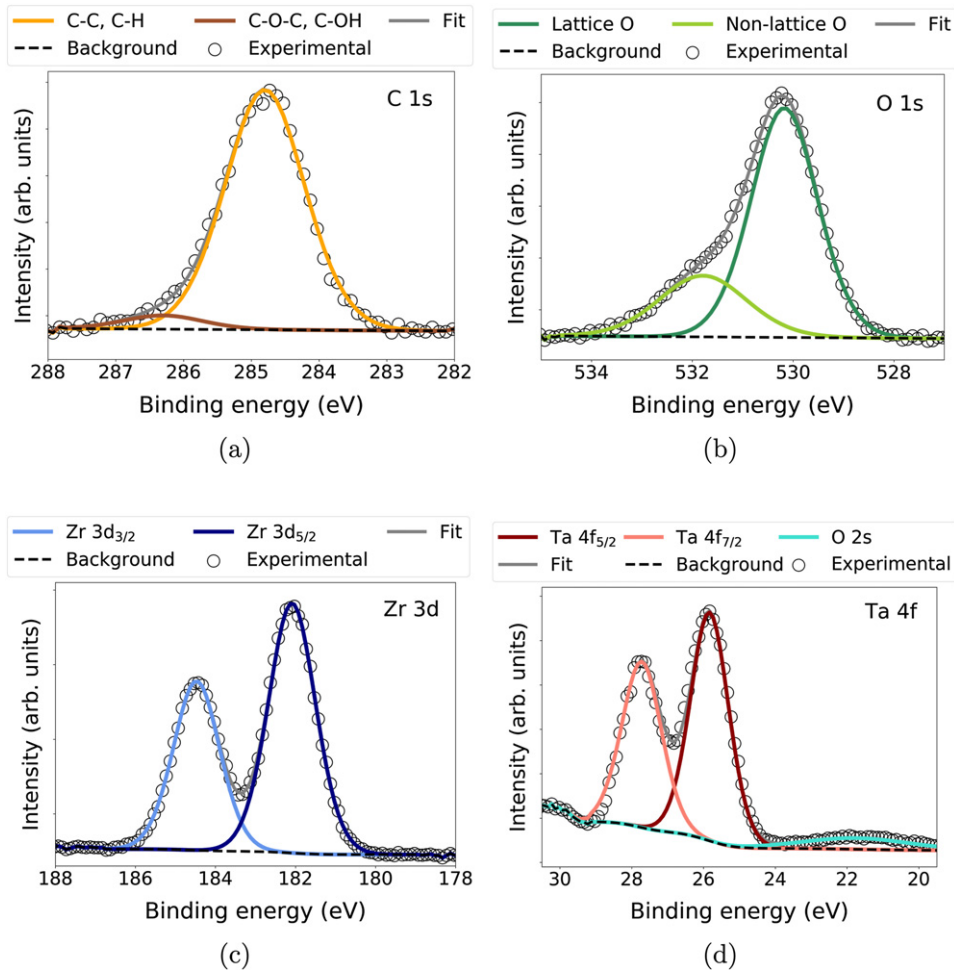 C-C, C-H C-O-C, C-OH Fit
Background Experimental
C 1s
Intensity (arb. units)
288 287 286 285 284 283 282
Binding energy (eV)
(a)
Lattice O Non-lattice O Fit
Background Experimental
O 1s
Intensity (arb. units)
534 532 530 528
Binding energy (eV)
(b)
Zr 3d3/2 Zr 3d5/2 Fit
Background Experimental
Zr 3d
Intensity (arb. units)
188 186 184 182 180 178
Binding energy (eV)
(c)
Ta 4f5/2 Ta 4f7/2 O 2s
Fit Background Experimental
Ta 4f
Intensity (arb. units)
30 28 26 24 22 20
Binding energy (eV)
(d)